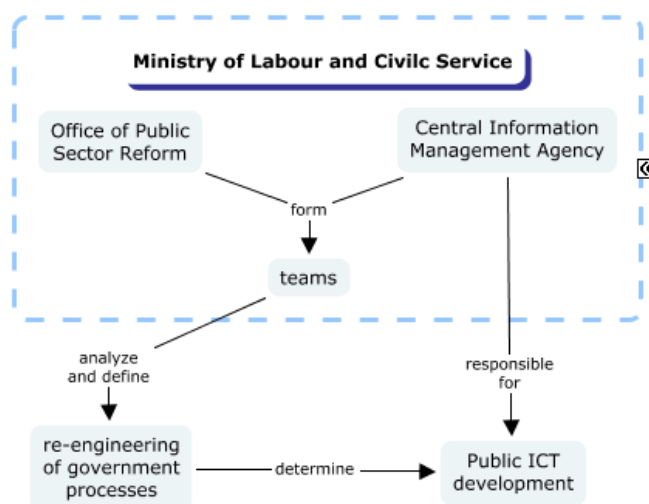 Ministry of Labour and Civilc Service
Office of Public
Sector Reform
Central Information
Management Agency
form
teams
analyze
and define
responsible
for
re-engineering
of government
processes
determine
Public ICT
development